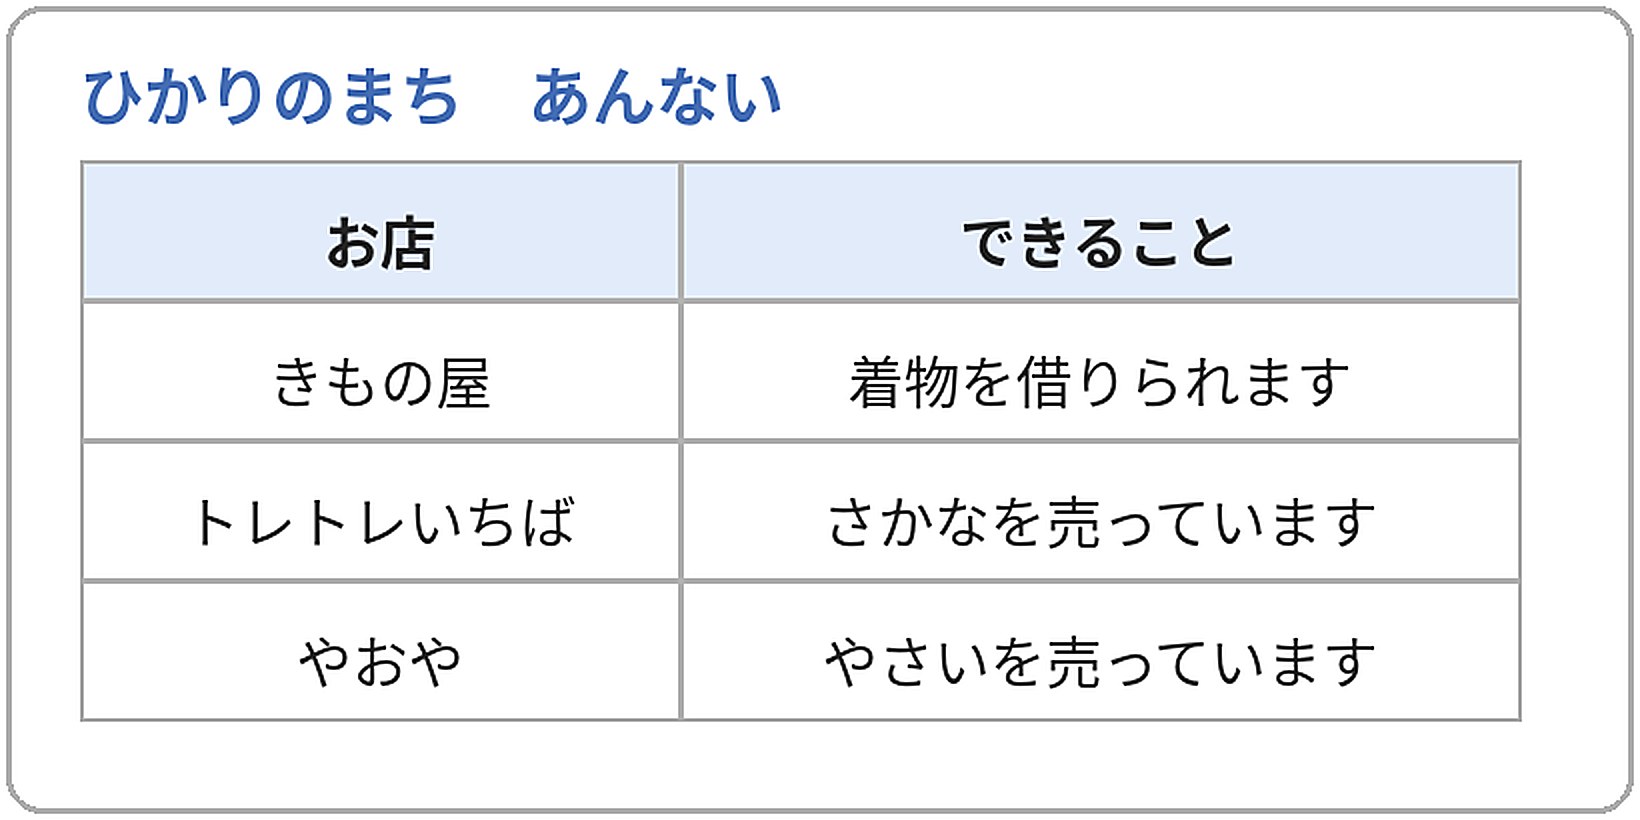 ひかりのまち　あんない
お店　できること
きもの屋　着物を借りられます
トレトレいちば　さかなを売っています
やおや　やさいを売っています